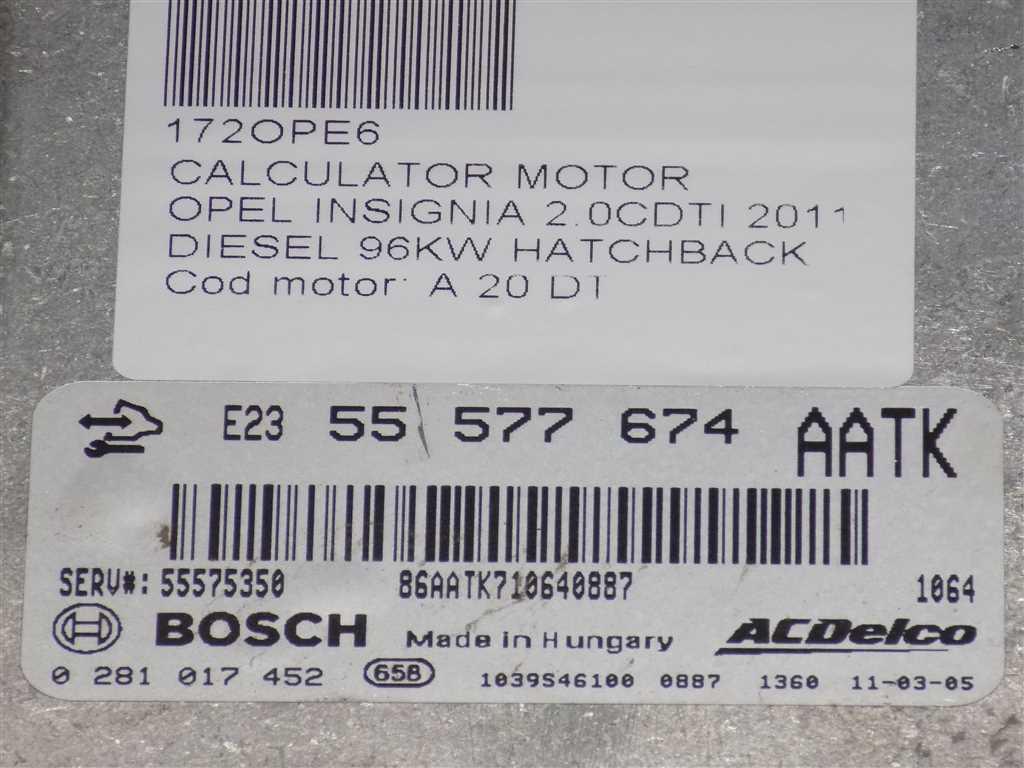 172OPE6
CALCULATOR MOTOR
OPEL INSIGNIA 2.0CDTI 2011
DIESEL 96KW HATCHBACK
Cod motor: A 20 DT
E23 55 577 674 AATK
SERV#: 55575350 86AATK710640887 1064
BOSCH Made in Hungary ACDelco
0 281 017 452 658 1039S46100 0887 1360 11-03-05